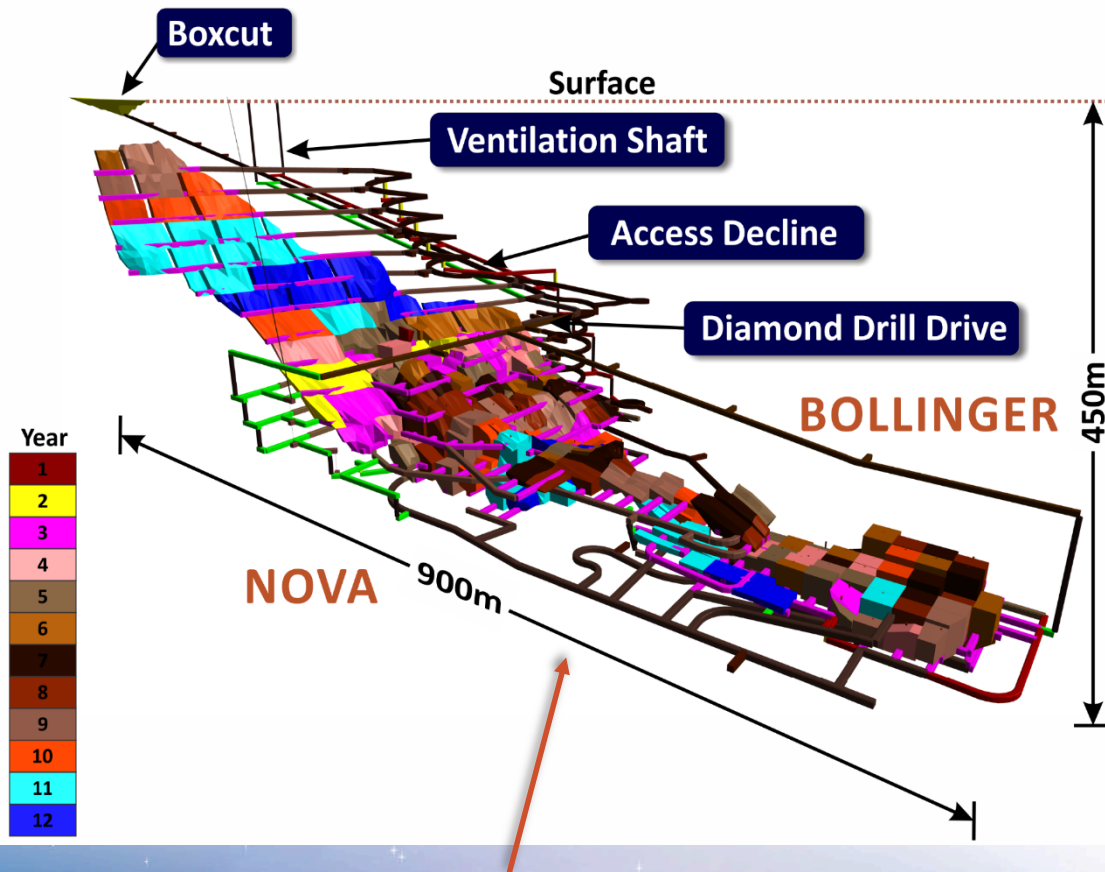 Boxcut
Surface
Ventilation Shaft
Access Decline
Diamond Drill Drive
BOLLINGER
450m
NOVA
900m
Year
1
2
3
4
5
6
7
8
9
10
11
12